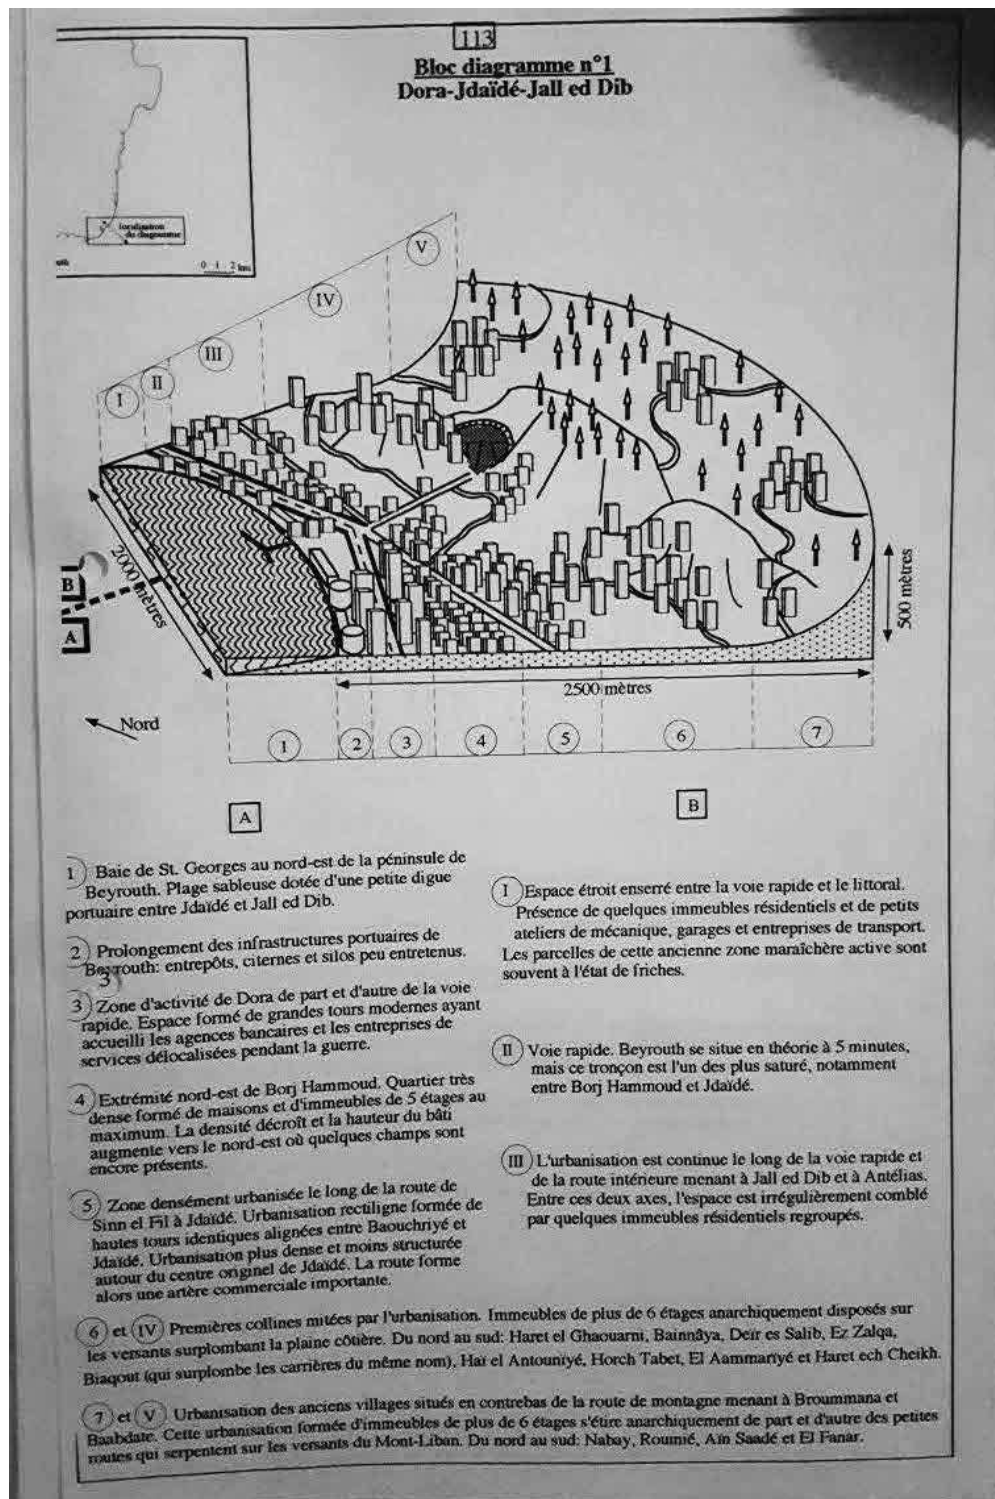 113
Bloc diagramme n°1
Dora-Jdaïdé-Jall ed Dib
Localisation
du diagramme
0 1 2 km
I
II
III
IV
V
2000 mètres
B
A
500 mètres
2500 mètres
Nord
1
2
3
4
5
6
7
A
1 Baie de St. Georges au nord-est de la péninsule de
Beyrouth. Plage sableuse dotée d'une petite digue
portuaire entre Jdaïdé et Jall ed Dib.
2 Prolongement des infrastructures portuaires de
Beyrouth: entrepôts, citernes et silos peu entretenus.
3
3 Zone d'activité de Dora de part et d'autre de la voie
rapide. Espace formé de grandes tours modernes ayant
accueilli les agences bancaires et les entreprises de
services délocalisées pendant la guerre.
4 Extrémité nord-est de Borj Hammoud. Quartier très
dense formé de maisons et d'immeubles de 5 étages au
maximum. La densité décroît et la hauteur du bâti
augmente vers le nord-est où quelques champs sont
encore présents.
5 Zone densément urbanisée le long de la route de
Sinn el Fil à Jdaïdé. Urbanisation rectiligne formée de
hautes tours identiques alignées entre Baouchriyé et
Jdaïdé. Urbanisation plus dense et moins structurée
autour du centre originel de Jdaïdé. La route forme
alors une artère commerciale importante.
B
I Espace étroit enserré entre la voie rapide et le littoral.
Présence de quelques immeubles résidentiels et de petits
ateliers de mécanique, garages et entreprises de transport.
Les parcelles de cette ancienne zone maraîchère active sont
souvent à l'état de friches.
II Voie rapide. Beyrouth se situe en théorie à 5 minutes,
mais ce tronçon est l'un des plus saturé, notamment
entre Borj Hammoud et Jdaïdé.
III L'urbanisation est continue le long de la voie rapide et
de la route intérieure menant à Jall ed Dib et à Antélias.
Entre ces deux axes, l'espace est irrégulièrement comblé
par quelques immeubles résidentiels regroupés.
6 et IV Premières collines mitées par l'urbanisation. Immeubles de plus de 6 étages anarchiquement disposés sur
les versants surplombant la plaine côtière. Du nord au sud: Haret el Ghaouarni, Bainnâya, Deir es Salib, Ez Zalqa,
Biaqout (qui surplombe les carrières du même nom), Haï el Antouniyé, Horch Tabet, El Aammarïyé et Haret ech Cheikh.
7 et V Urbanisation des anciens villages situés en contrebas de la route de montagne menant à Broummana et
Baabdate. Cette urbanisation formée d'immeubles de plus de 6 étages s'étire anarchiquement de part et d'autre des petites
routes qui serpentent sur les versants du Mont-Liban. Du nord au sud: Nabay, Roumié, Aïn Saadé et El Fanar.